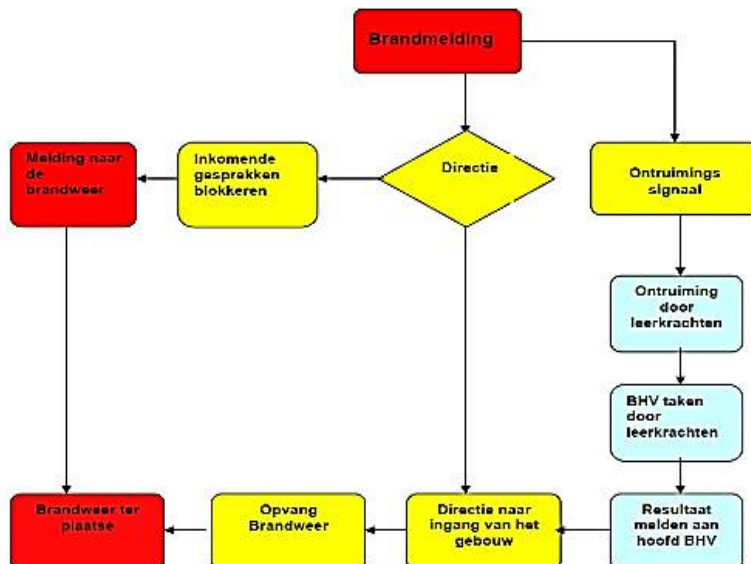 Brandmelding
Melding naar
de
brandweer
Inkomende
gesprekken
blokkeren
Directie
Ontruimings
signaal
Ontruiming
door
leerkrachten
BHV taken
door
leerkrachten
Brandweer ter
plaatse
Opvang
Brandweer
Directie naar
ingang van het
gebouw
Resultaat
melden aan
hoofd BHV